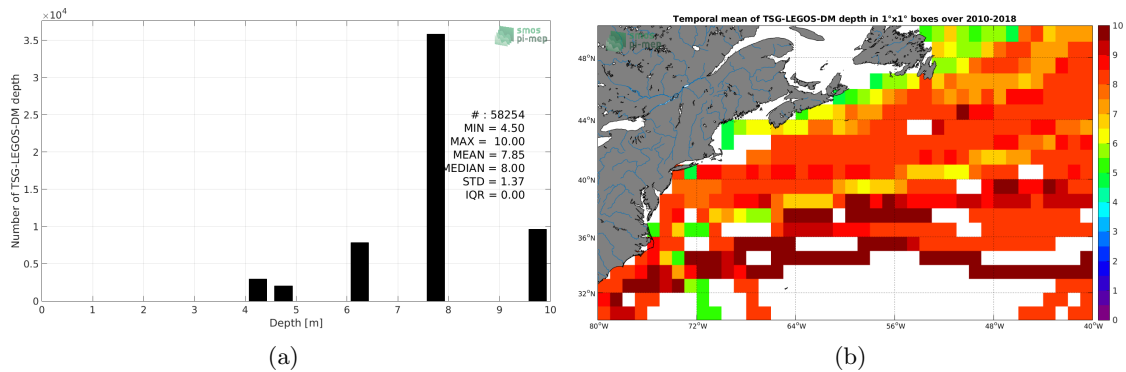 ×10⁴
3.5
3
2.5
2
1.5
1
0.5
0
Number of TSG-LEGOS-DM depth
smos
pi-mep
# : 58254
MIN = 4.50
MAX = 10.00
MEAN = 7.85
MEDIAN = 8.00
STD = 1.37
IQR = 0.00
0 1 2 3 4 5 6 7 8 9 10
Depth [m]
(a)
Temporal mean of TSG-LEGOS-DM depth in 1°x1° boxes over 2010-2018
smos
pi-mep
48°N
44°N
40°N
36°N
32°N
80°W 72°W 64°W 56°W 48°W 40°W
10
9
8
7
6
5
4
3
2
1
0
(b)